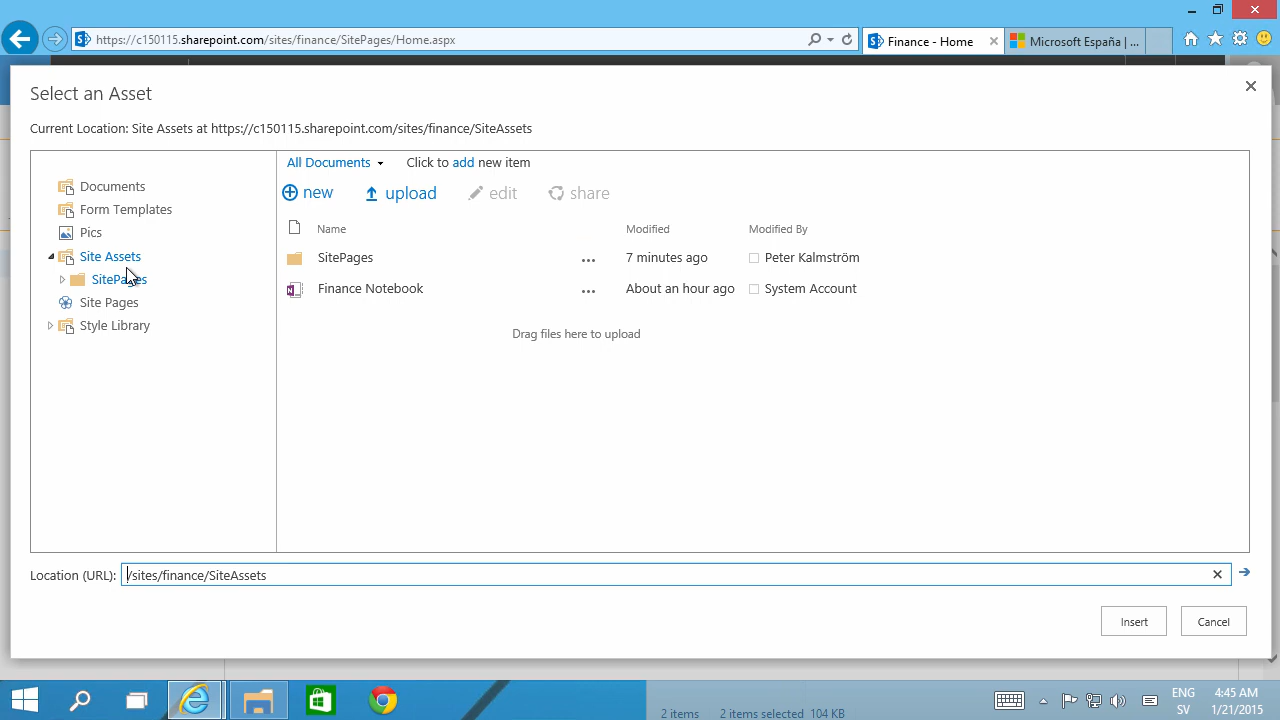 https://c150115.sharepoint.com/sites/finance/SitePages/Home.aspx
Finance - Home
Microsoft España | ...
Select an Asset
Current Location: Site Assets at https://c150115.sharepoint.com/sites/finance/SiteAssets
Documents
Form Templates
Pics
Site Assets
SitePages
Site Pages
Style Library
All Documents Click to add new item
new upload edit share
Name Modified Modified By
SitePages ... 7 minutes ago Peter Kalmström
Finance Notebook ... About an hour ago System Account
Drag files here to upload
Location (URL): /sites/finance/SiteAssets
Insert Cancel
2 items 2 items selected 104 KB
ENG 4:45 AM
SV 1/21/2015